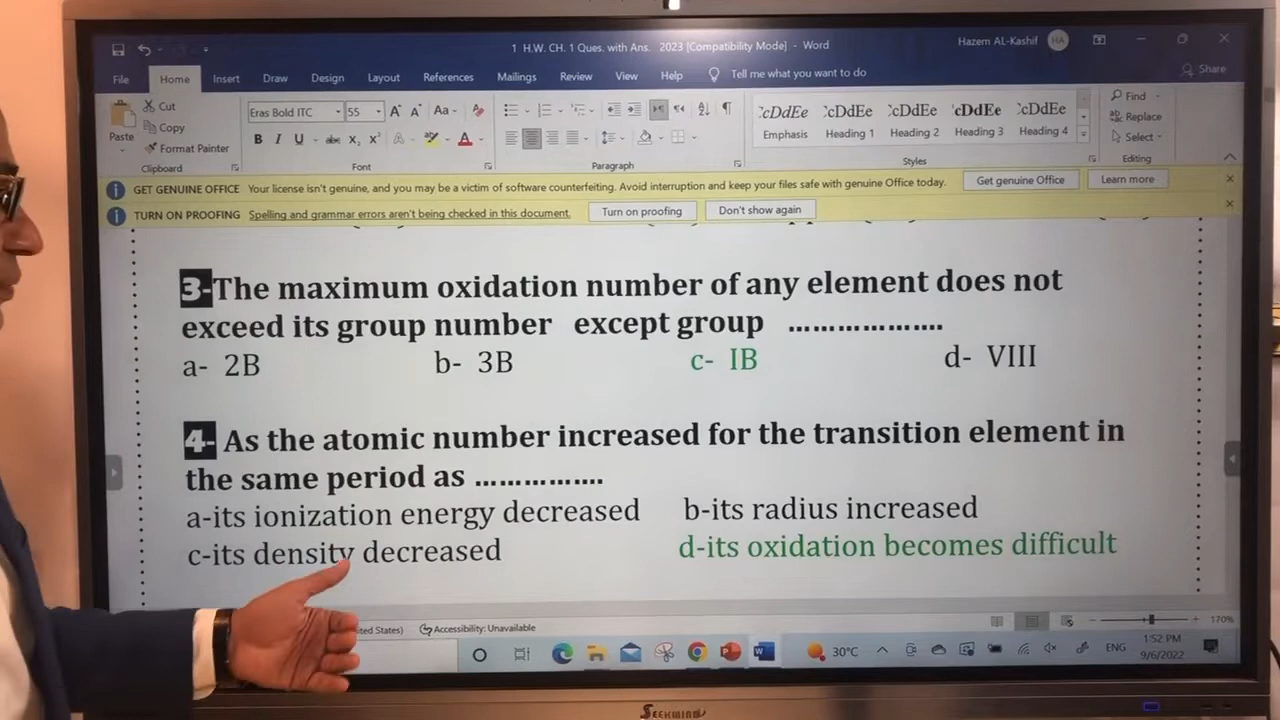 1 H.W. CH. 1 Ques. with Ans. 2023 [Compatibility Mode] - Word
Hazem AL-Kashif HA
File Home Insert Draw Design Layout References Mailings Review View Help Tell me what you want to do Share
Paste Cut Copy Format Painter
Eras Bold ITC 55
B I U
Emphasis Heading 1 Heading 2 Heading 3 Heading 4
Find Replace Select
Clipboard Font Paragraph Styles Editing
GET GENUINE OFFICE Your license isn't genuine, and you may be a victim of software counterfeiting. Avoid interruption and keep your files safe with genuine Office today. Get genuine Office Learn more
TURN ON PROOFING Spelling and grammar errors aren't being checked in this document. Turn on proofing Don't show again
3-The maximum oxidation number of any element does not
exceed its group number except group ………………….
a- 2B b- 3B c- IB d- VIII
4- As the atomic number increased for the transition element in
the same period as ……………..
a-its ionization energy decreased b-its radius increased
c-its density decreased d-its oxidation becomes difficult
ted States) Accessibility: Unavailable 170%
30°C ENG 1:52 PM
9/6/2022
SEEKMIND